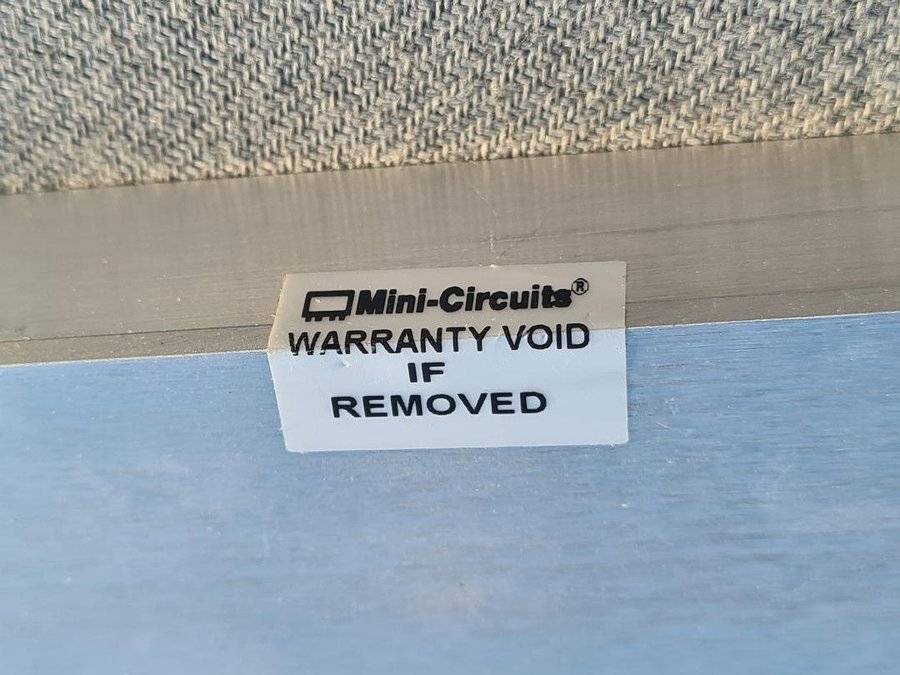 Mini-Circuits®
WARRANTY VOID
IF
REMOVED